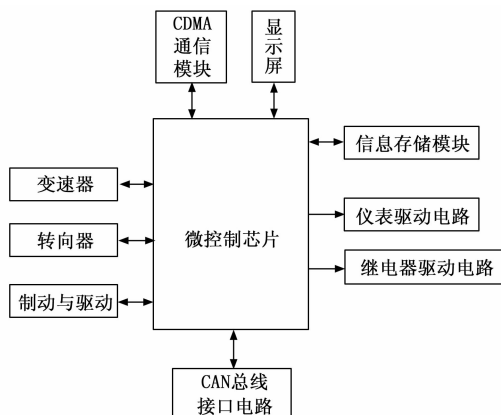 CDMA
通信
模块
显
示
屏
信息存储模块
变速器
仪表驱动电路
转向器
微控制芯片
继电器驱动电路
制动与驱动
CAN总线
接口电路